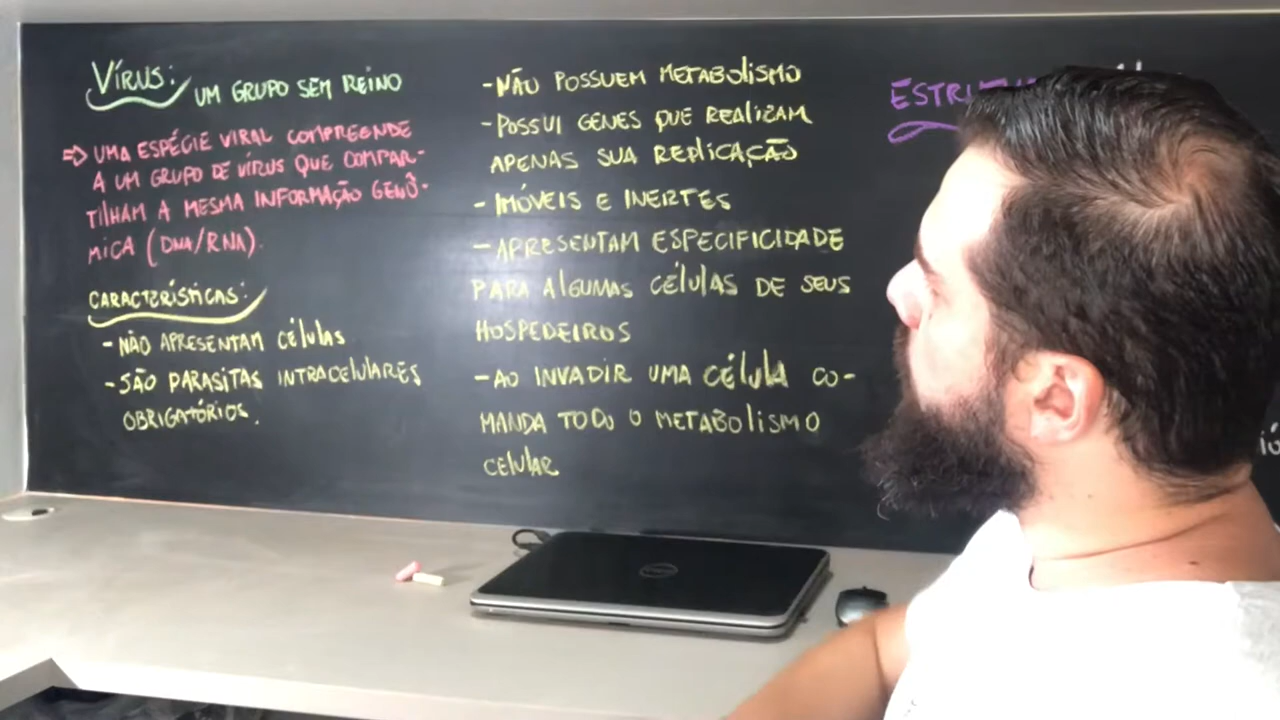 VÍRUS: UM GRUPO SEM REINO
=> UMA ESPÉCIE VIRAL COMPREENDE
A UM GRUPO DE VÍRUS QUE COMPAR-
TILHAM A MESMA INFORMAÇÃO GENÔ-
MICA (DNA/RNA).
CARACTERÍSTICAS:
- NÃO APRESENTAM CÉLULAS
- SÃO PARASITAS INTRACELULARES
OBRIGATÓRIOS.
- NÃO POSSUEM METABOLISMO
- POSSUI GENES QUE REALIZAM
APENAS SUA REPLICAÇÃO
- IMÓVEIS E INERTES
- APRESENTAM ESPECIFICIDADE
PARA ALGUMAS CÉLULAS DE SEUS
HOSPEDEIROS
- AO INVADIR UMA CÉLULA CO-
MANDA TODO O METABOLISMO
CELULAR
DELL